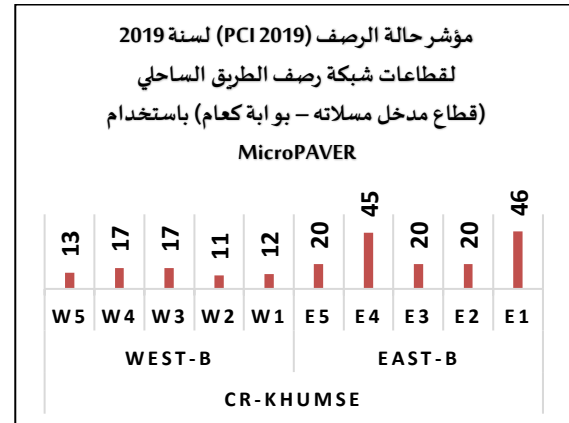 مؤشر حالة الرصف (PCI 2019) لسنة 2019
لقطاعات شبكة رصف الطريق الساحلي
(قطاع مدخل مسلاته – بوابة كعام) باستخدام
MicroPAVER
13 17 17 11 12 20 45 20 20 46
W5 W4 W3 W2 W1 E5 E4 E3 E2 E1
WEST-B EAST-B
CR-KHUMSE